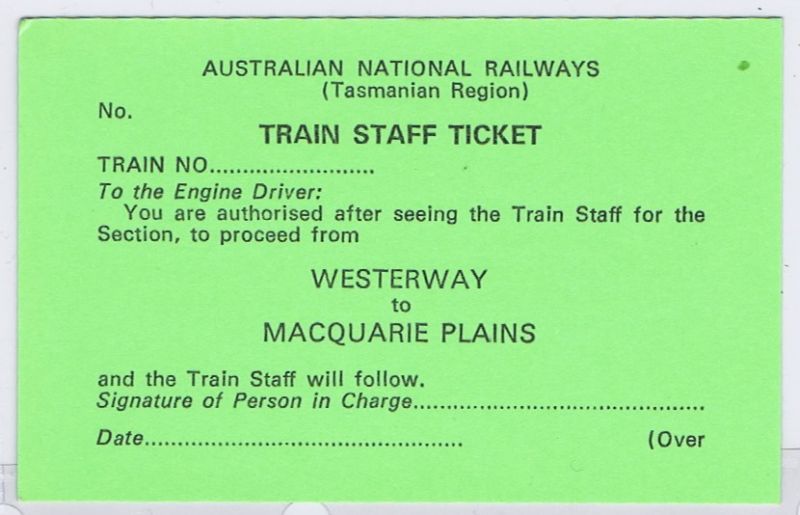 AUSTRALIAN NATIONAL RAILWAYS
(Tasmanian Region)
No.
TRAIN STAFF TICKET
TRAIN NO.........................
To the Engine Driver:
You are authorised after seeing the Train Staff for the
Section, to proceed from
WESTERWAY
to
MACQUARIE PLAINS
and the Train Staff will follow.
Signature of Person in Charge............................................
Date................................................ (Over